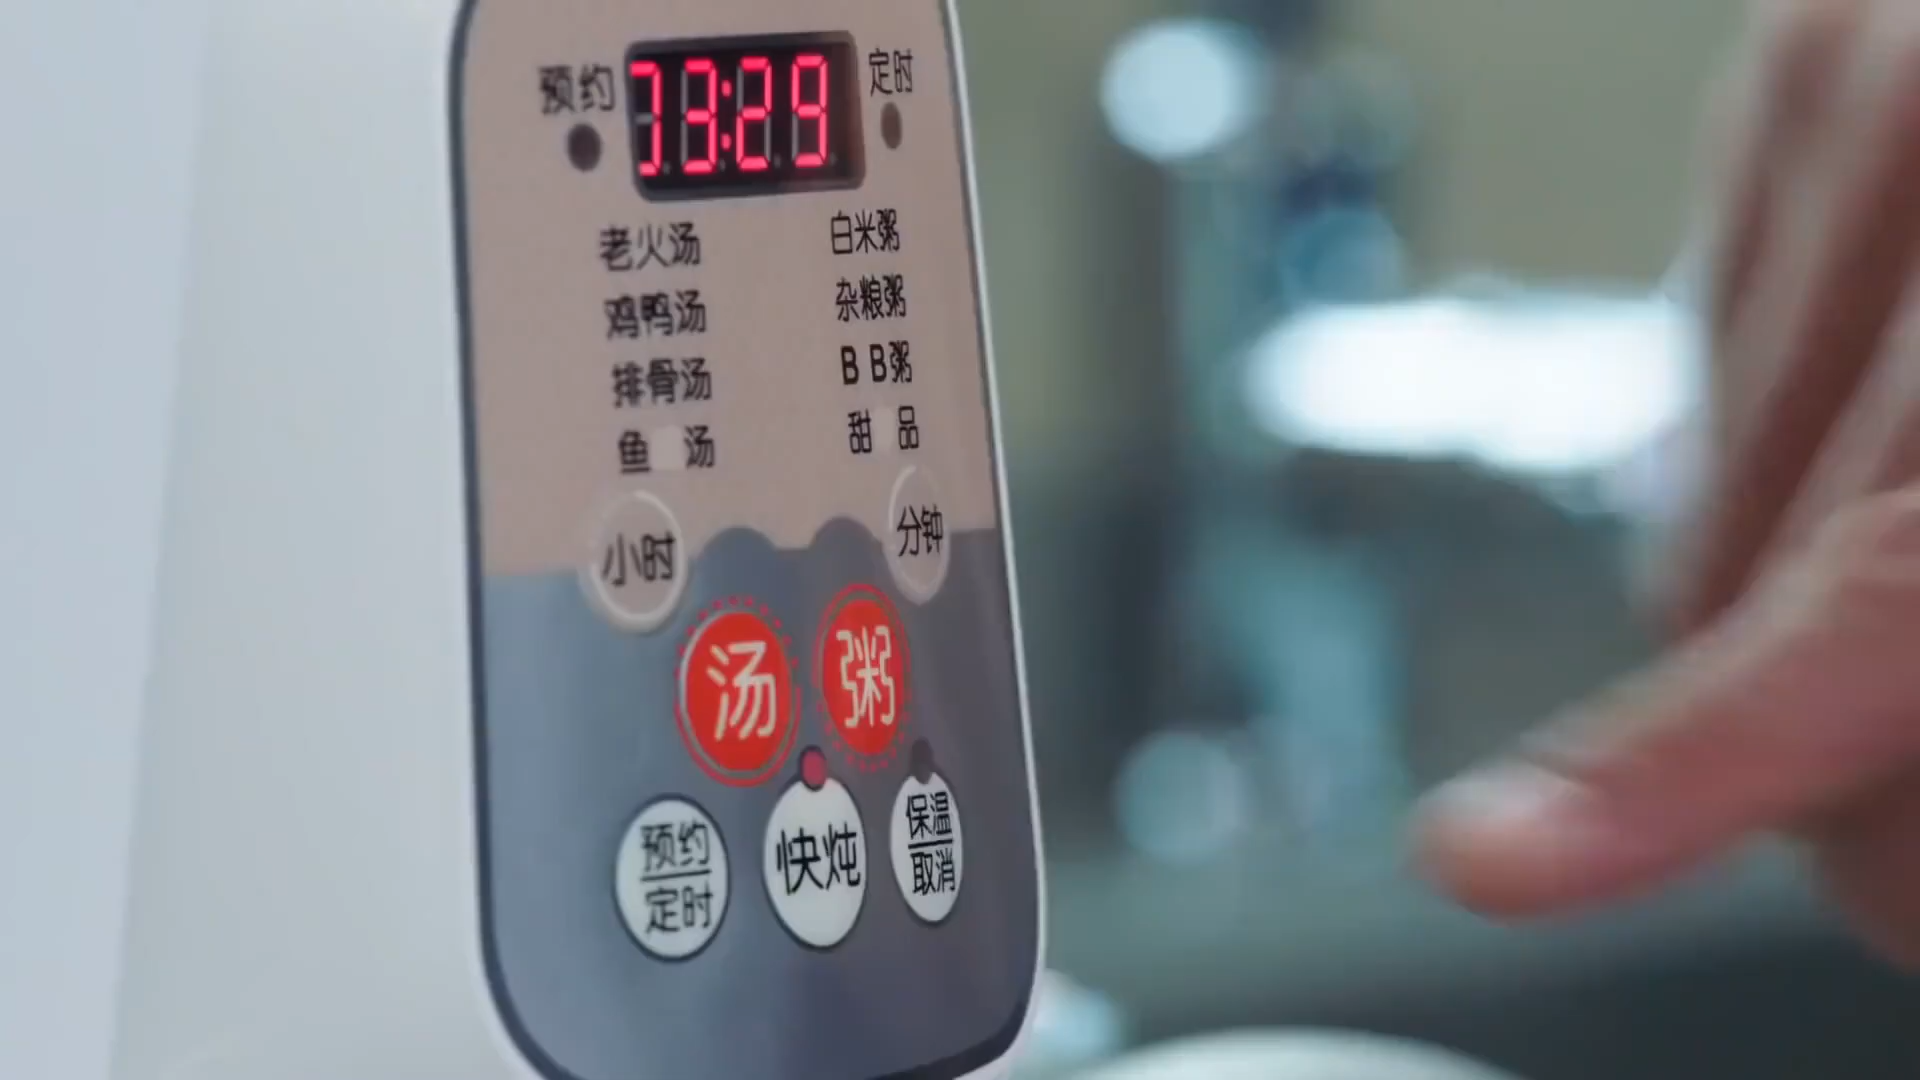 预约 13:29 定时
老火汤 白米粥
鸡鸭汤 杂粮粥
排骨汤 BB粥
鱼汤 甜品
小时 分钟
汤 粥
预约 快炖 保温
定时 取消